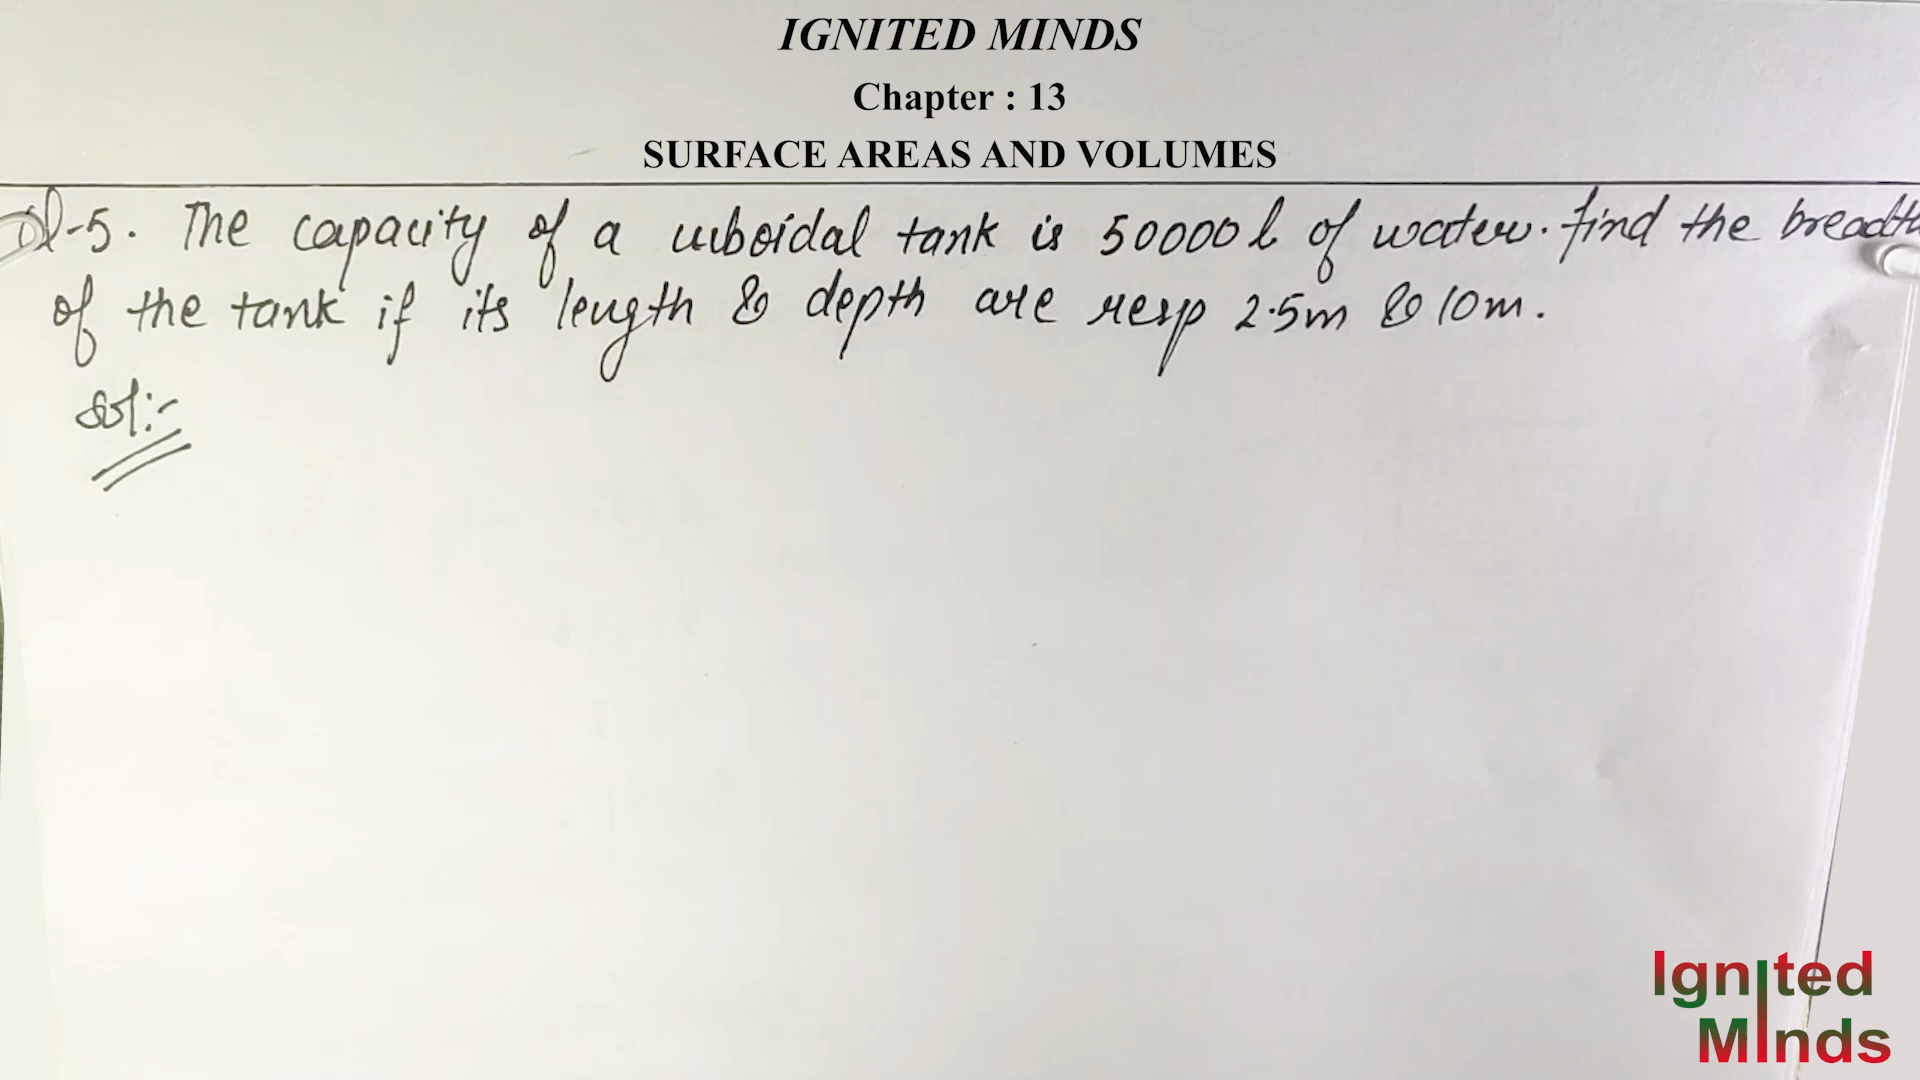 IGNITED MINDS
Chapter : 13
SURFACE AREAS AND VOLUMES
Q-5. The capacity of a cuboidal tank is 50000 l of water. find the breadth
of the tank if its length & depth are resp 2.5m & 10m.
Sol:-
Ignited
Minds